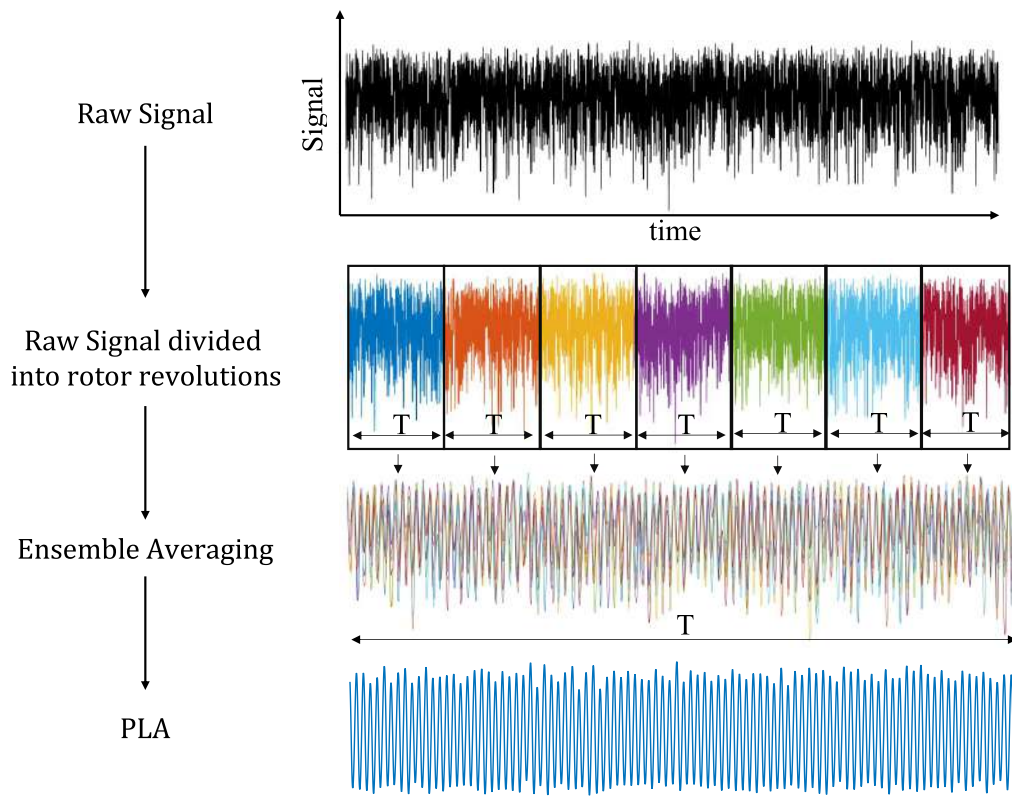 Raw Signal
Signal
time
Raw Signal divided
into rotor revolutions
T T T T T T T
Ensemble Averaging
T
PLA